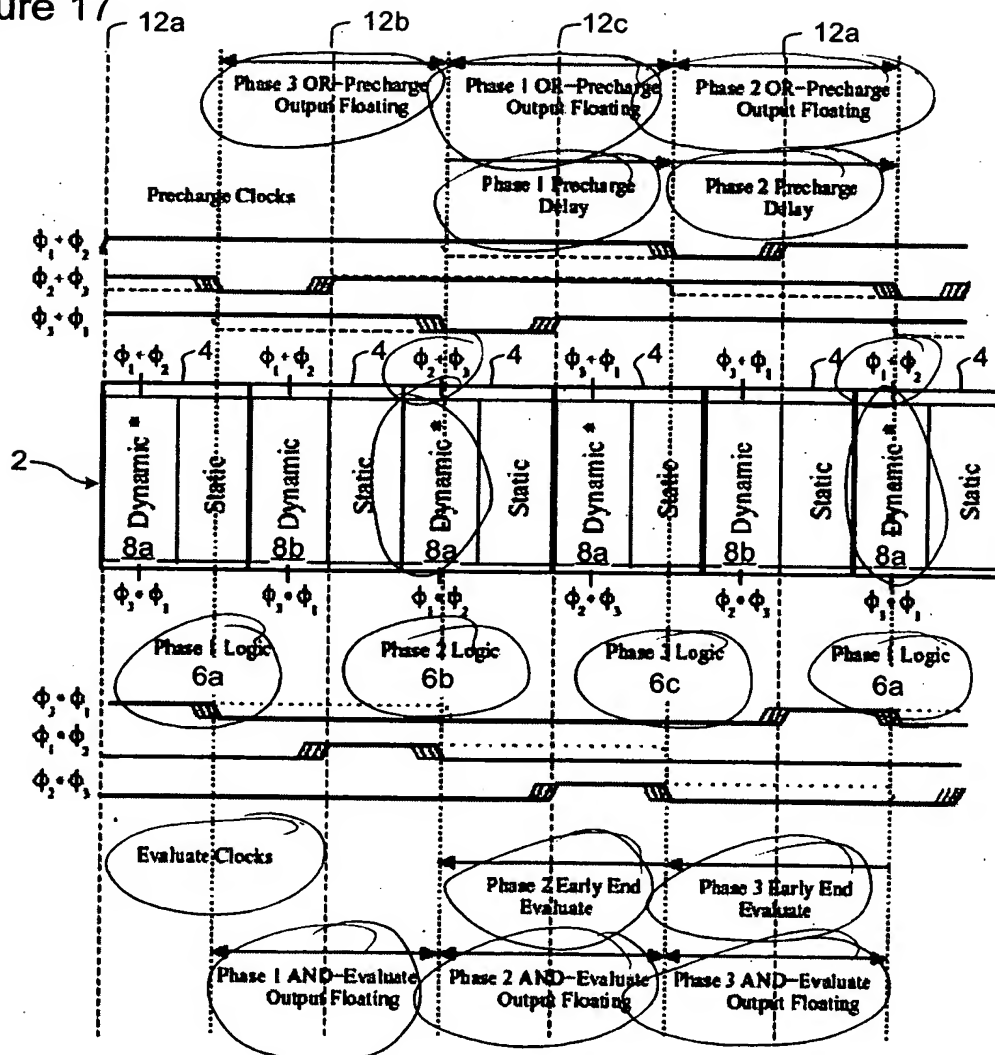 ure 17
12a 12b 12c 12a
Phase 3 OR-Precharge Output Floating
Phase 1 OR-Precharge Output Floating
Phase 2 OR-Precharge Output Floating
Phase 1 Precharge Delay
Phase 2 Precharge Delay
Precharge Clocks
ϕ₁ + ϕ₂
ϕ₂ + ϕ₃
ϕ₃ + ϕ₁
ϕ₁ + ϕ₂ 4 ϕ₁ + ϕ₂ 4 ϕ₂ + ϕ₃ 4 ϕ₃ + ϕ₁ 4 ϕ₃ + ϕ₁ 4 ϕ₁ + ϕ₂ 4
2
Dynamic * Static Dynamic Static Dynamic * Static Dynamic * Static Dynamic Static Dynamic * Static
8a 8b 8a 8a 8b 8a
ϕ₃ • ϕ₁ ϕ₃ • ϕ₁ ϕ₁ • ϕ₂ ϕ₂ • ϕ₃ ϕ₂ • ϕ₃ ϕ₃ • ϕ₁
Phase 1 Logic Phase 2 Logic Phase 3 Logic Phase 1 Logic
6a 6b 6c 6a
ϕ₃ • ϕ₁
ϕ₁ • ϕ₂
ϕ₂ • ϕ₃
Evaluate Clocks
Phase 2 Early End Evaluate
Phase 3 Early End Evaluate
Phase 1 AND-Evaluate Output Floating
Phase 2 AND-Evaluate Output Floating
Phase 3 AND-Evaluate Output Floating